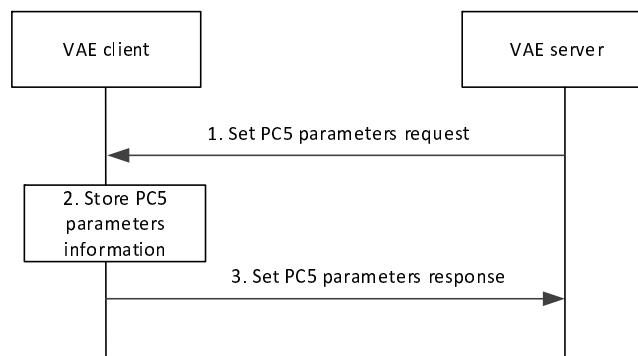 VAE client
VAE server
1. Set PC5 parameters request
2. Store PC5
parameters
information
3. Set PC5 parameters response